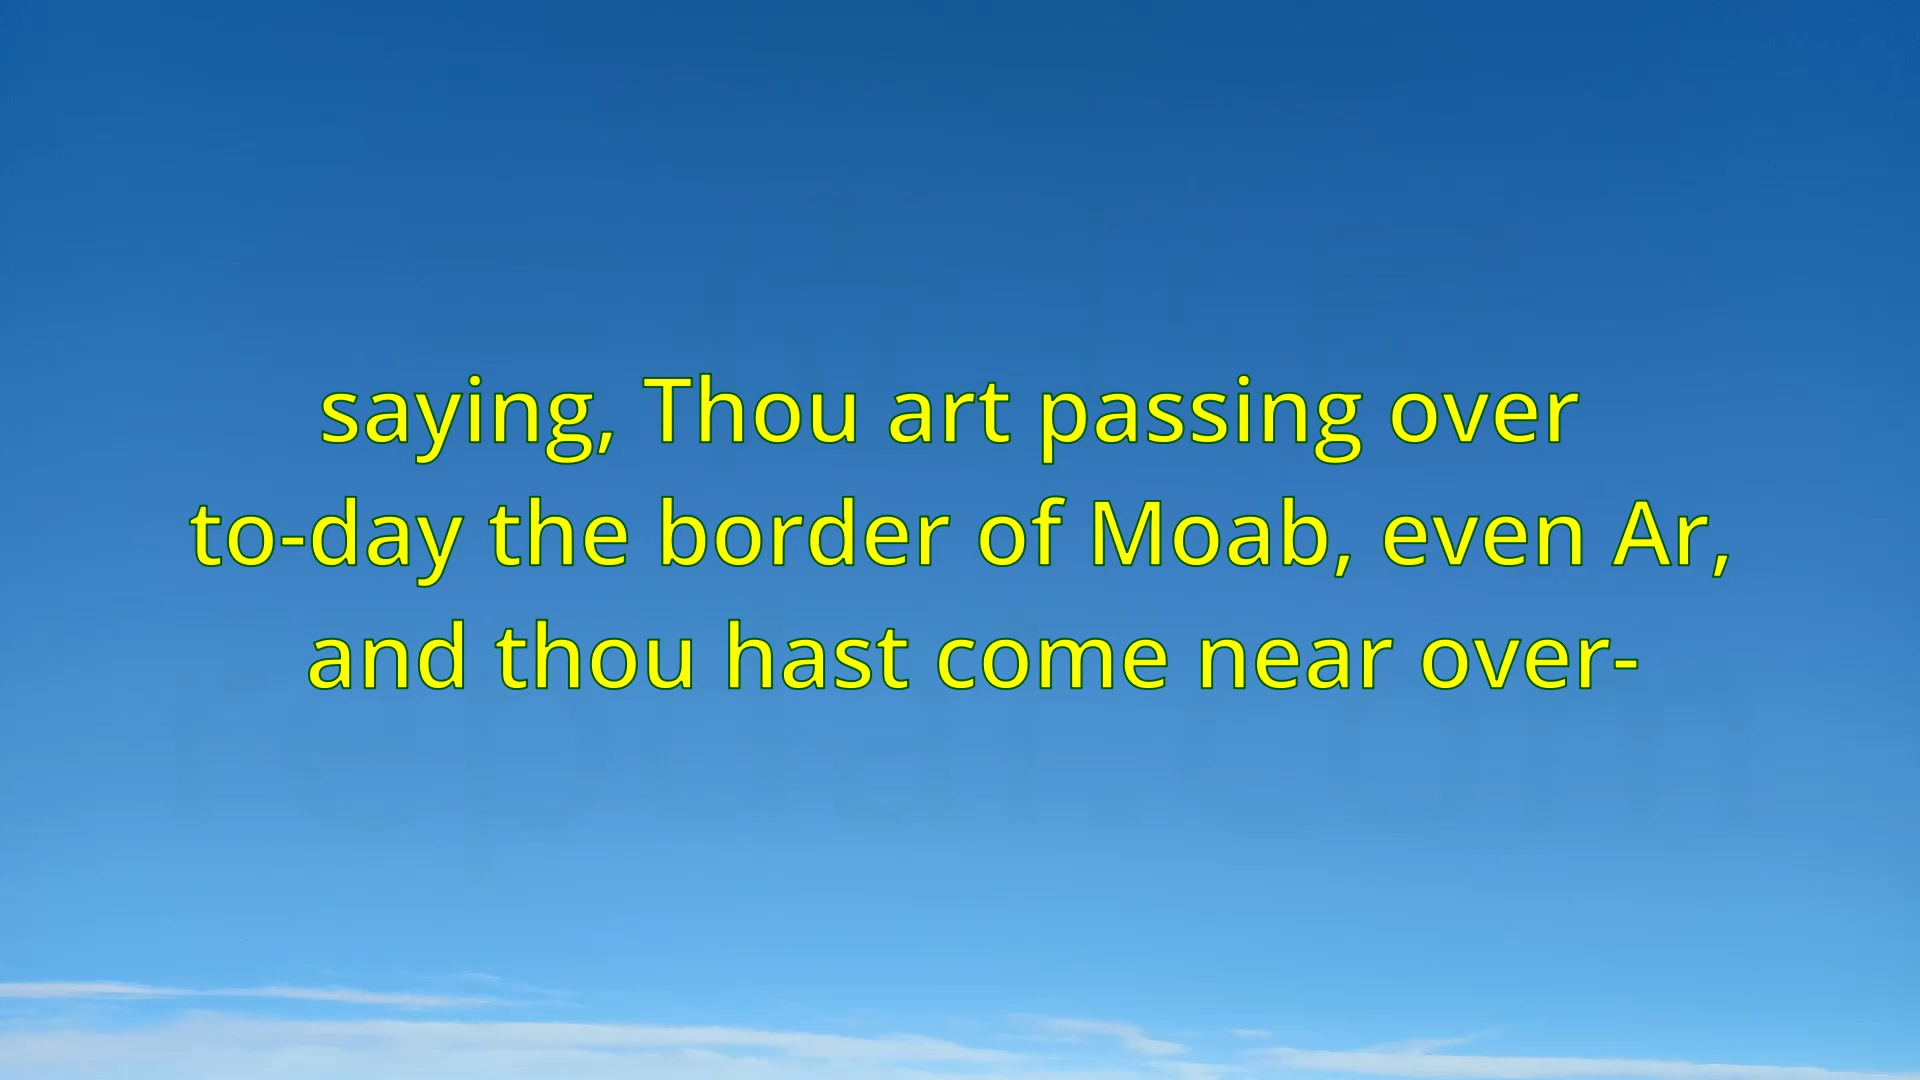 saying, Thou art passing over
to-day the border of Moab, even Ar,
and thou hast come near over-